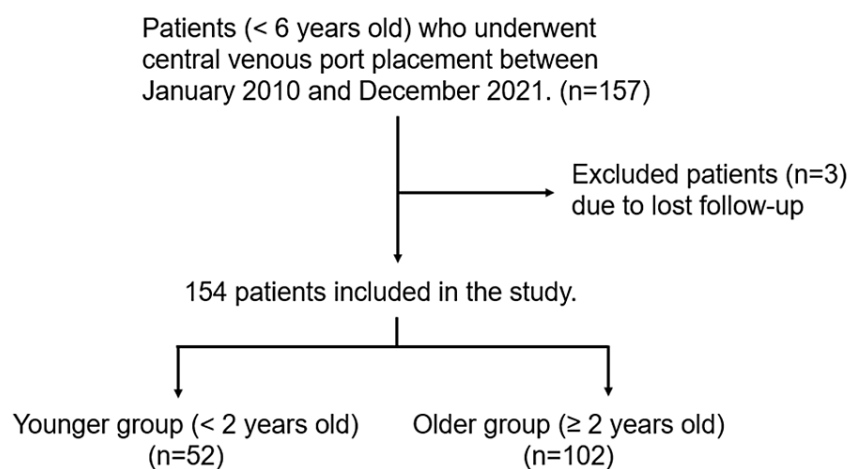 Patients (< 6 years old) who underwent
central venous port placement between
January 2010 and December 2021. (n=157)
Excluded patients (n=3)
due to lost follow-up
154 patients included in the study.
Younger group (< 2 years old)
(n=52)
Older group (≥ 2 years old)
(n=102)